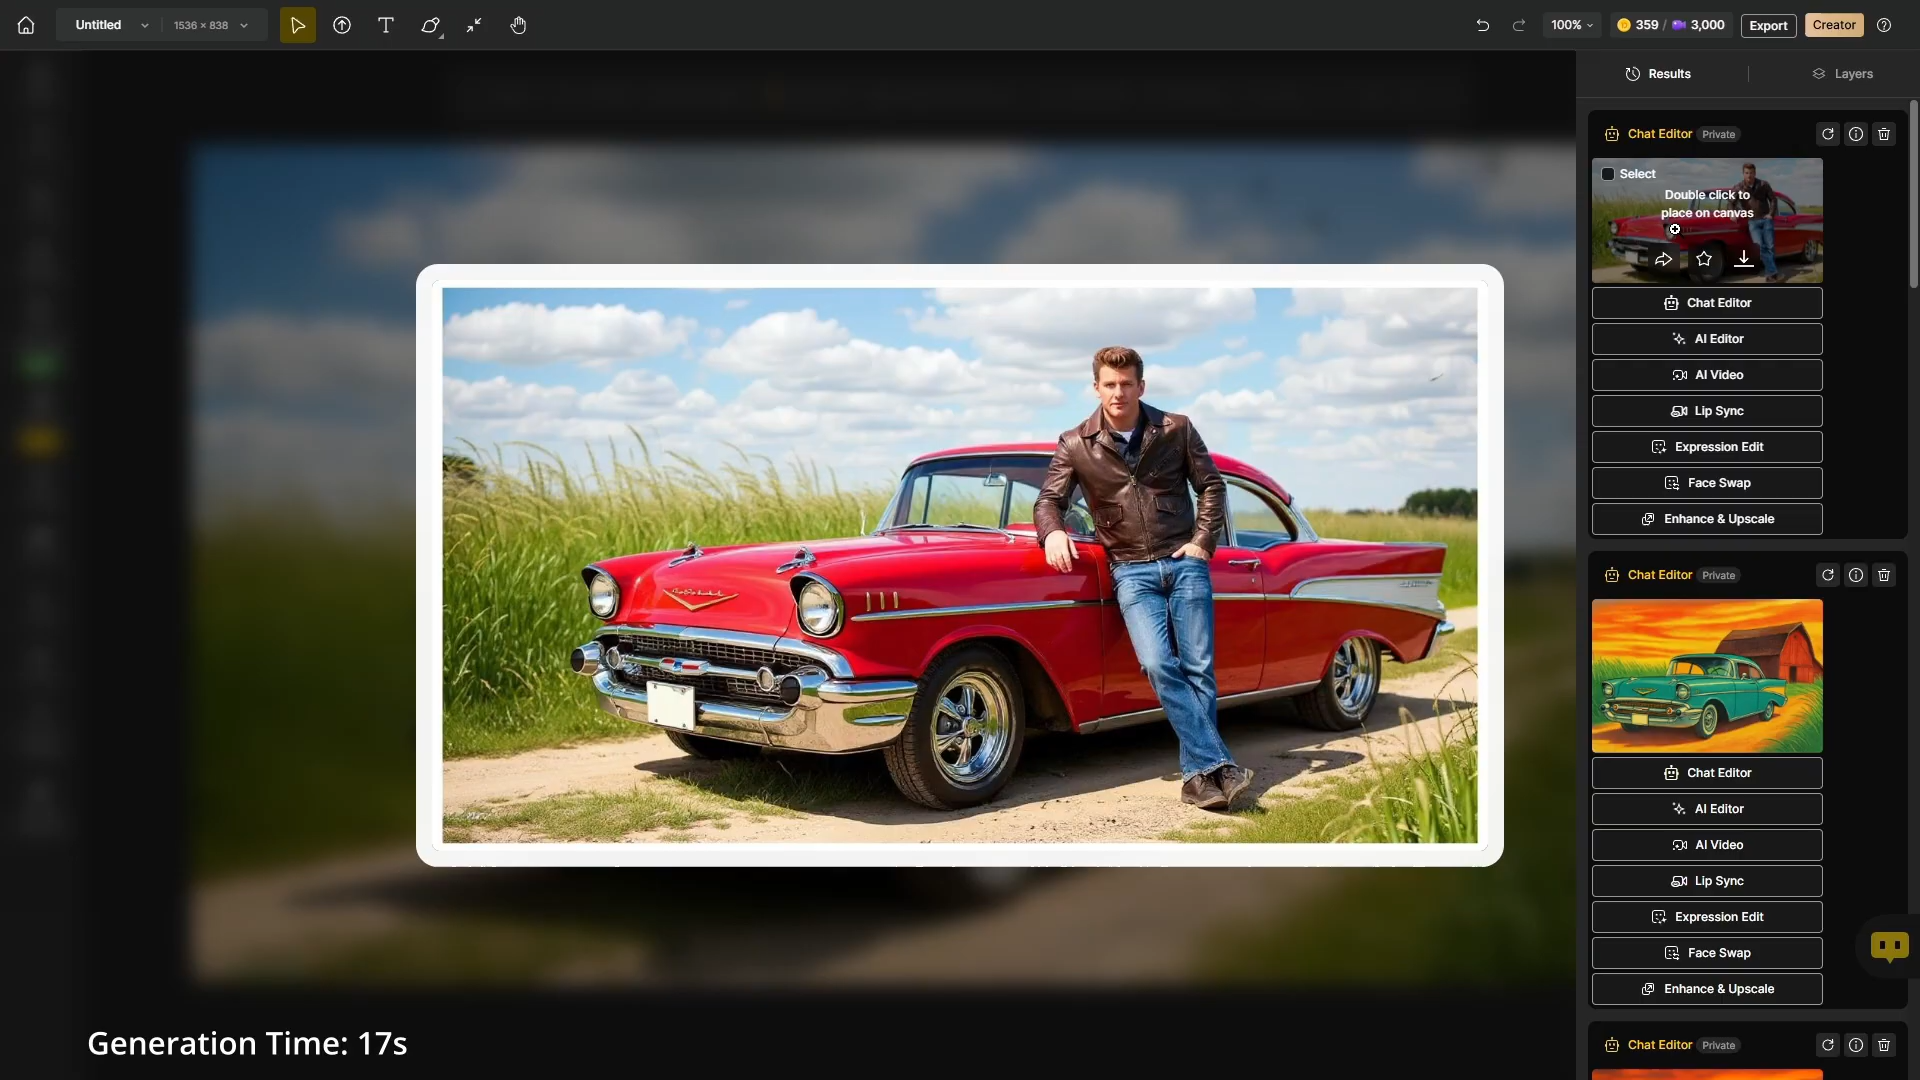 Untitled
1536 × 838
T
100%
359 / 3,000
Export
Creator
Results
Layers
Chat Editor Private
Select
Double click to
place on canvas
Chat Editor
AI Editor
AI Video
Lip Sync
Expression Edit
Face Swap
Enhance & Upscale
Chat Editor Private
Chat Editor
AI Editor
AI Video
Lip Sync
Expression Edit
Face Swap
Enhance & Upscale
Chat Editor Private
Generation Time: 17s